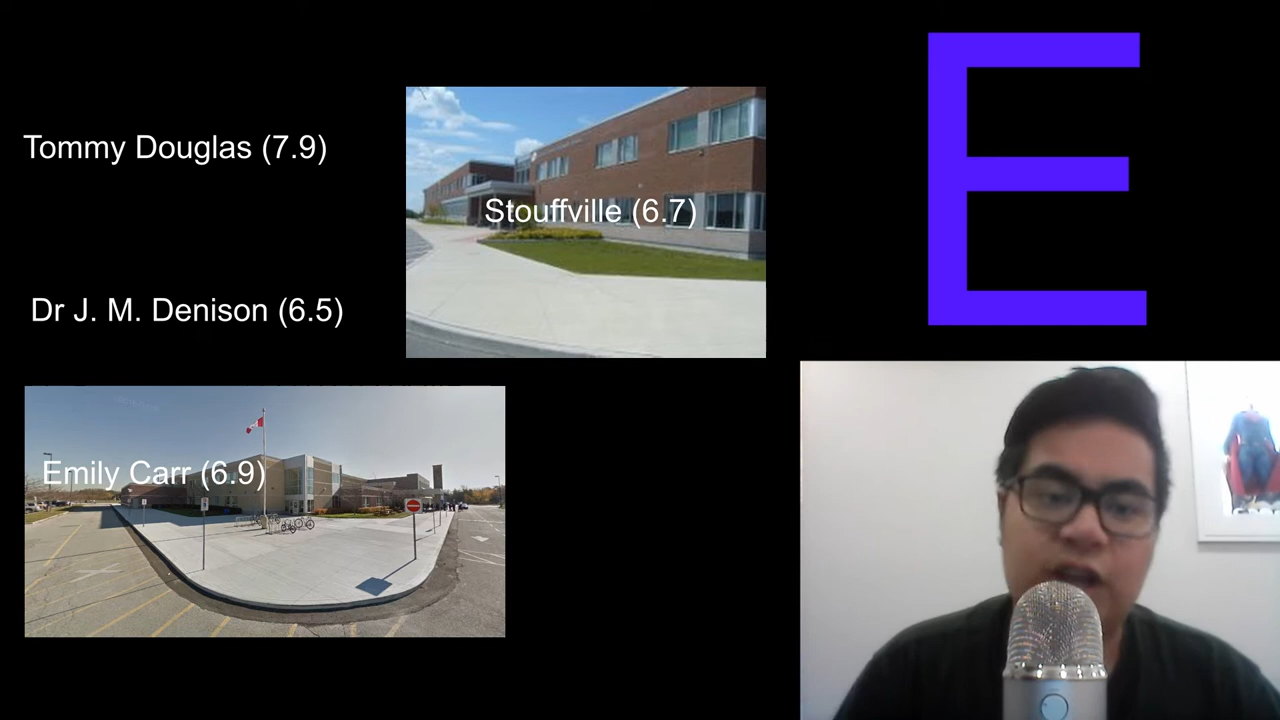 Tommy Douglas (7.9)
Stouffville (6.7)
E
Dr J. M. Denison (6.5)
Emily Carr (6.9)